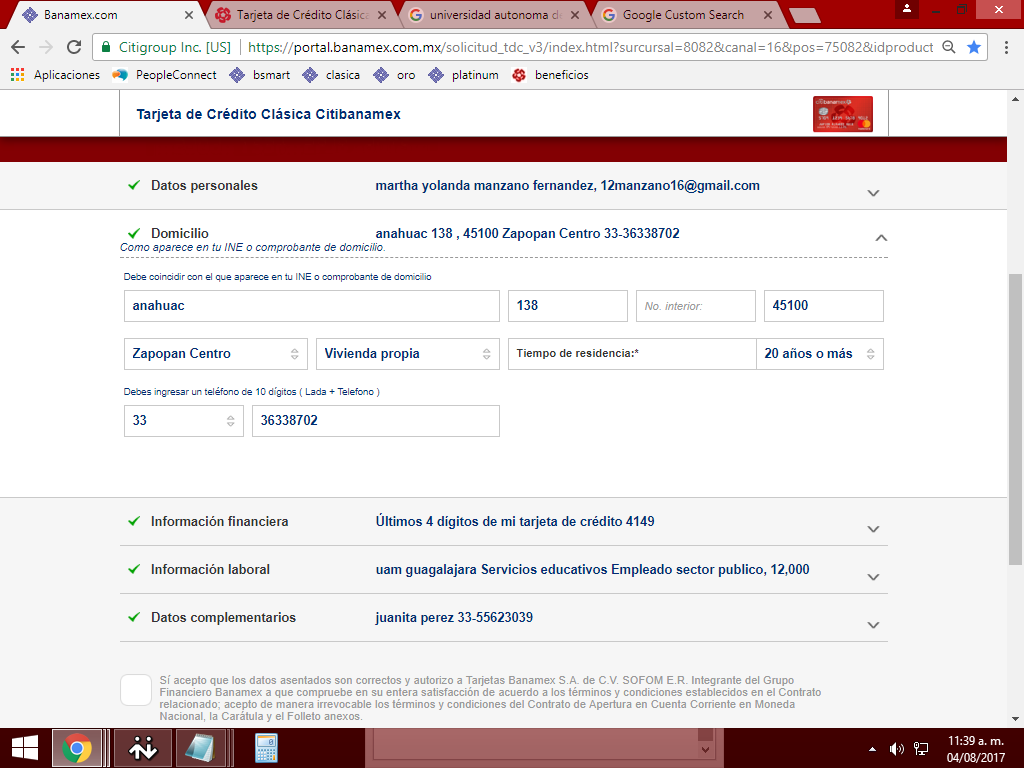 Banamex.com
Tarjeta de Crédito Clásica
universidad autonoma de
Google Custom Search
Citigroup Inc. [US]
https://portal.banamex.com.mx/solicitud_tdc_v3/index.html?surcursal=8082&canal=16&pos=75082&idproduct
Aplicaciones
PeopleConnect
bsmart
clasica
oro
platinum
beneficios
Tarjeta de Crédito Clásica Citibanamex
Datos personales
martha yolanda manzano fernandez, 12manzano16@gmail.com
Domicilio
anahuac 138 , 45100 Zapopan Centro 33-36338702
Como aparece en tu INE o comprobante de domicilio.
Debe coincidir con el que aparece en tu INE o comprobante de domicilio
anahuac
138
No. interior:
45100
Zapopan Centro
Vivienda propia
Tiempo de residencia:*
20 años o más
Debes ingresar un teléfono de 10 dígitos ( Lada + Telefono )
33
36338702
Información financiera
Últimos 4 dígitos de mi tarjeta de crédito 4149
Información laboral
uam guagalajara Servicios educativos Empleado sector publico, 12,000
Datos complementarios
juanita perez 33-55623039
Sí acepto que los datos asentados son correctos y autorizo a Tarjetas Banamex S.A. de C.V. SOFOM E.R. Integrante del Grupo
Financiero Banamex a que compruebe en su entera satisfacción de acuerdo a los términos y condiciones establecidos en el Contrato
relacionado; acepto de manera irrevocable los términos y condiciones del Contrato de Apertura en Cuenta Corriente en Moneda
Nacional, la Carátula y el Folleto anexos.
11:39 a. m.
04/08/2017